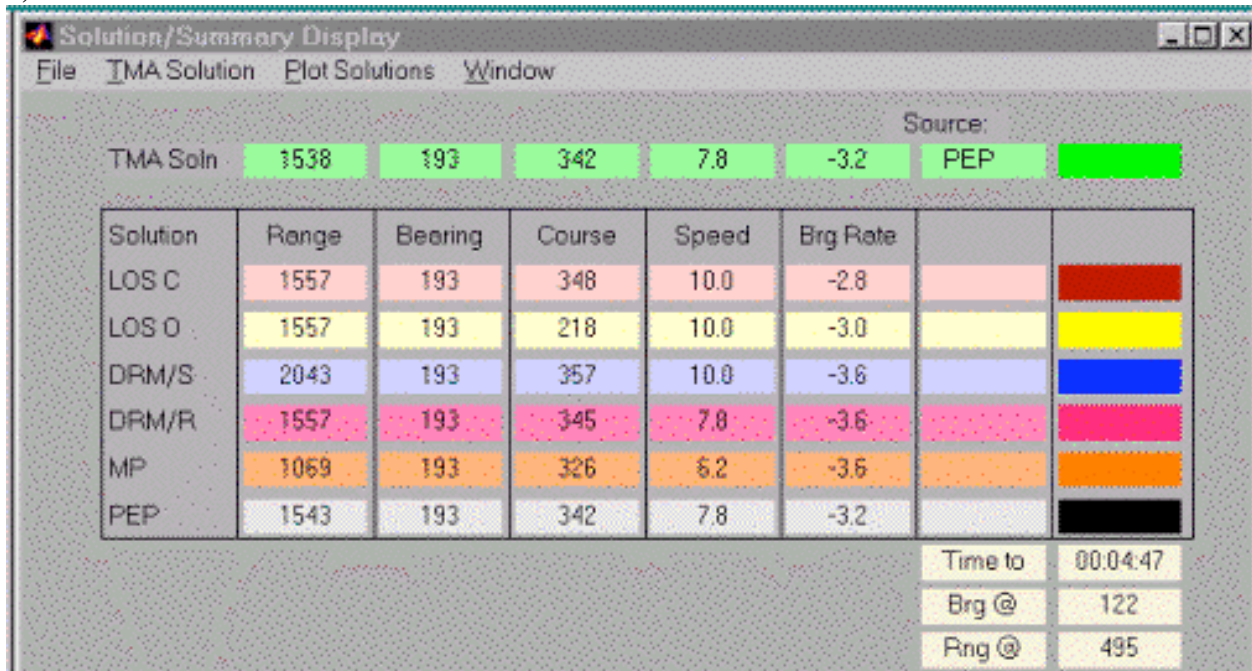 Solution/Summary Display
File TMA Solution Plot Solutions Window
Source:
TMA Soln 1538 193 342 7.8 -3.2 PEP
Solution Range Bearing Course Speed Brg Rate
LOS C 1557 193 348 10.0 -2.8
LOS O 1557 193 218 10.0 -3.0
DRM/S 2043 193 357 10.0 -3.6
DRM/R 1557 193 345 7.8 -3.6
MP 1069 193 326 6.2 -3.6
PEP 1543 193 342 7.8 -3.2
Time to 00:04:47
Brg @ 122
Rng @ 495